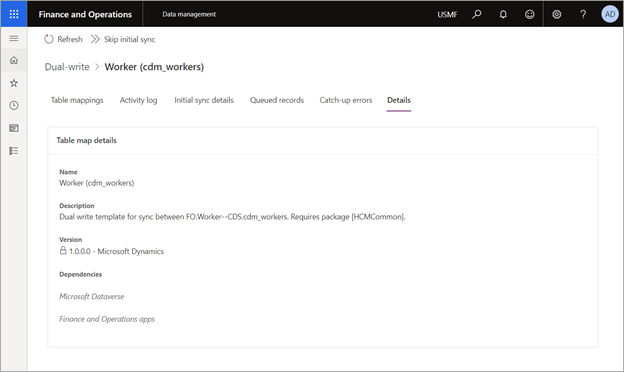 Finance and Operations Data management USMF ? AD
Refresh Skip initial sync
Dual-write > Worker (cdm_workers)
Table mappings Activity log Initial sync details Queued records Catch-up errors Details
Table map details
Name
Worker (cdm_workers)
Description
Dual write template for sync between FO.Worker--CDS.cdm_workers. Requires package [HCMCommon].
Version
1.0.0.0 - Microsoft Dynamics
Dependencies
Microsoft Dataverse
Finance and Operations apps